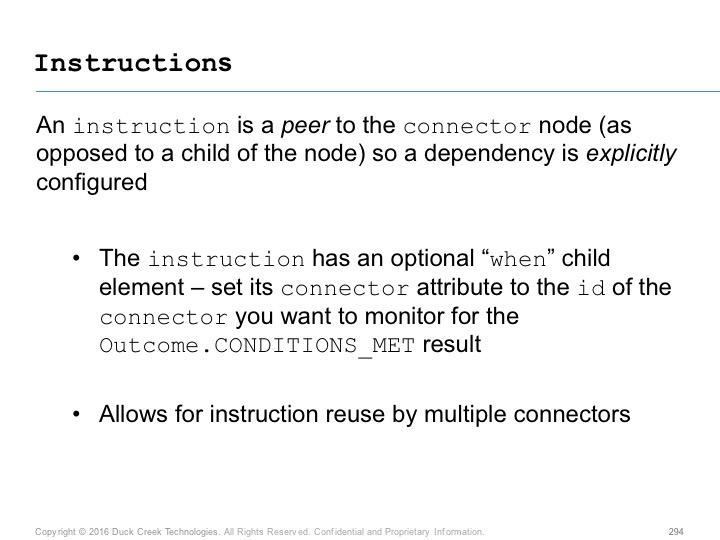 Instructions
An instruction is a peer to the connector node (as
opposed to a child of the node) so a dependency is explicitly
configured
• The instruction has an optional “when” child
element – set its connector attribute to the id of the
connector you want to monitor for the
Outcome.CONDITIONS_MET result
• Allows for instruction reuse by multiple connectors
Copyright © 2016 Duck Creek Technologies. All Rights Reserved. Confidential and Proprietary Information. 294